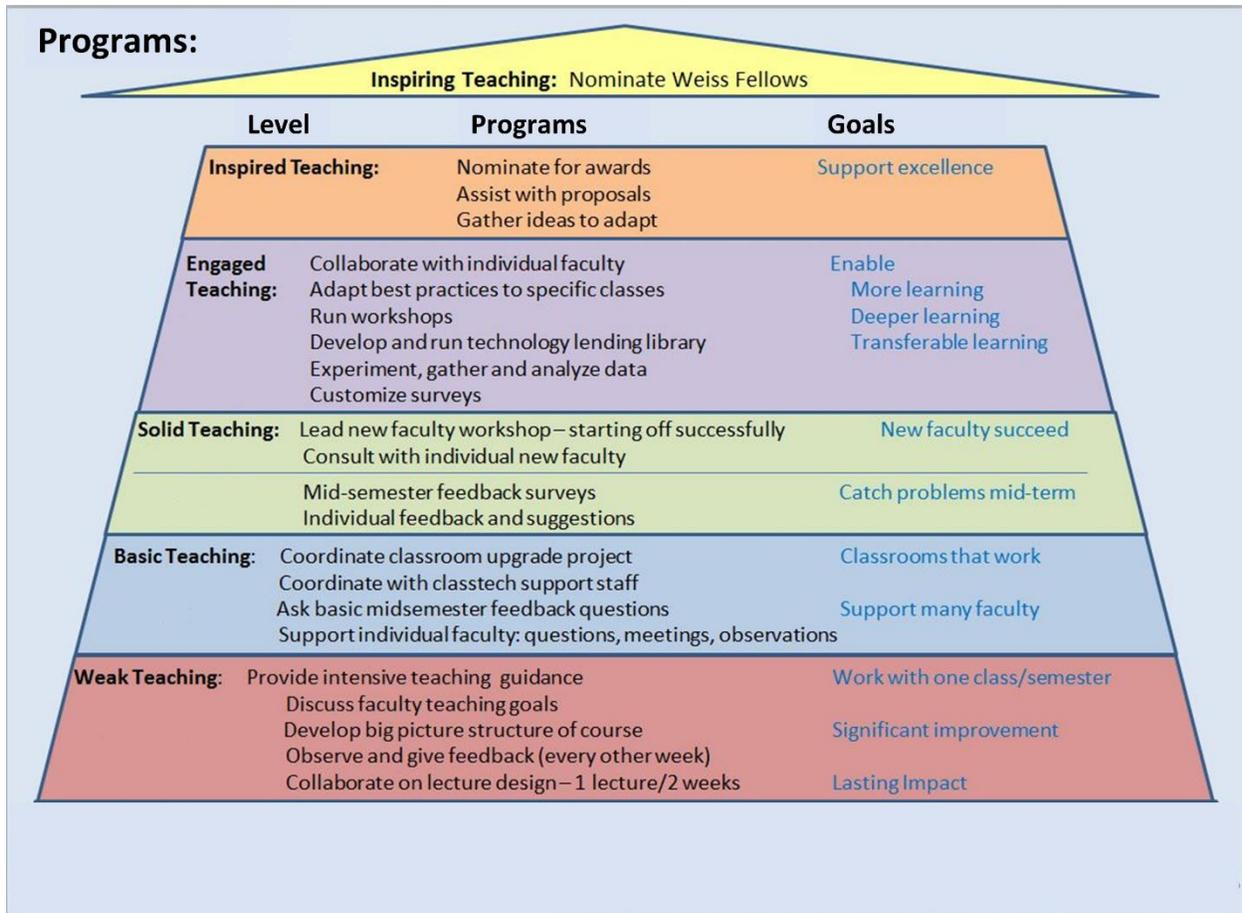 Programs:
Inspiring Teaching: Nominate Weiss Fellows
Level Programs Goals
Inspired Teaching: Nominate for awards Support excellence
Assist with proposals
Gather ideas to adapt
Engaged Collaborate with individual faculty Enable
Teaching: Adapt best practices to specific classes More learning
Run workshops Deeper learning
Develop and run technology lending library Transferable learning
Experiment, gather and analyze data
Customize surveys
Solid Teaching: Lead new faculty workshop – starting off successfully New faculty succeed
Consult with individual new faculty
Mid-semester feedback surveys Catch problems mid-term
Individual feedback and suggestions
Basic Teaching: Coordinate classroom upgrade project Classrooms that work
Coordinate with classtech support staff
Ask basic midsemester feedback questions Support many faculty
Support individual faculty: questions, meetings, observations
Weak Teaching: Provide intensive teaching guidance Work with one class/semester
Discuss faculty teaching goals
Develop big picture structure of course Significant improvement
Observe and give feedback (every other week)
Collaborate on lecture design – 1 lecture/2 weeks Lasting Impact